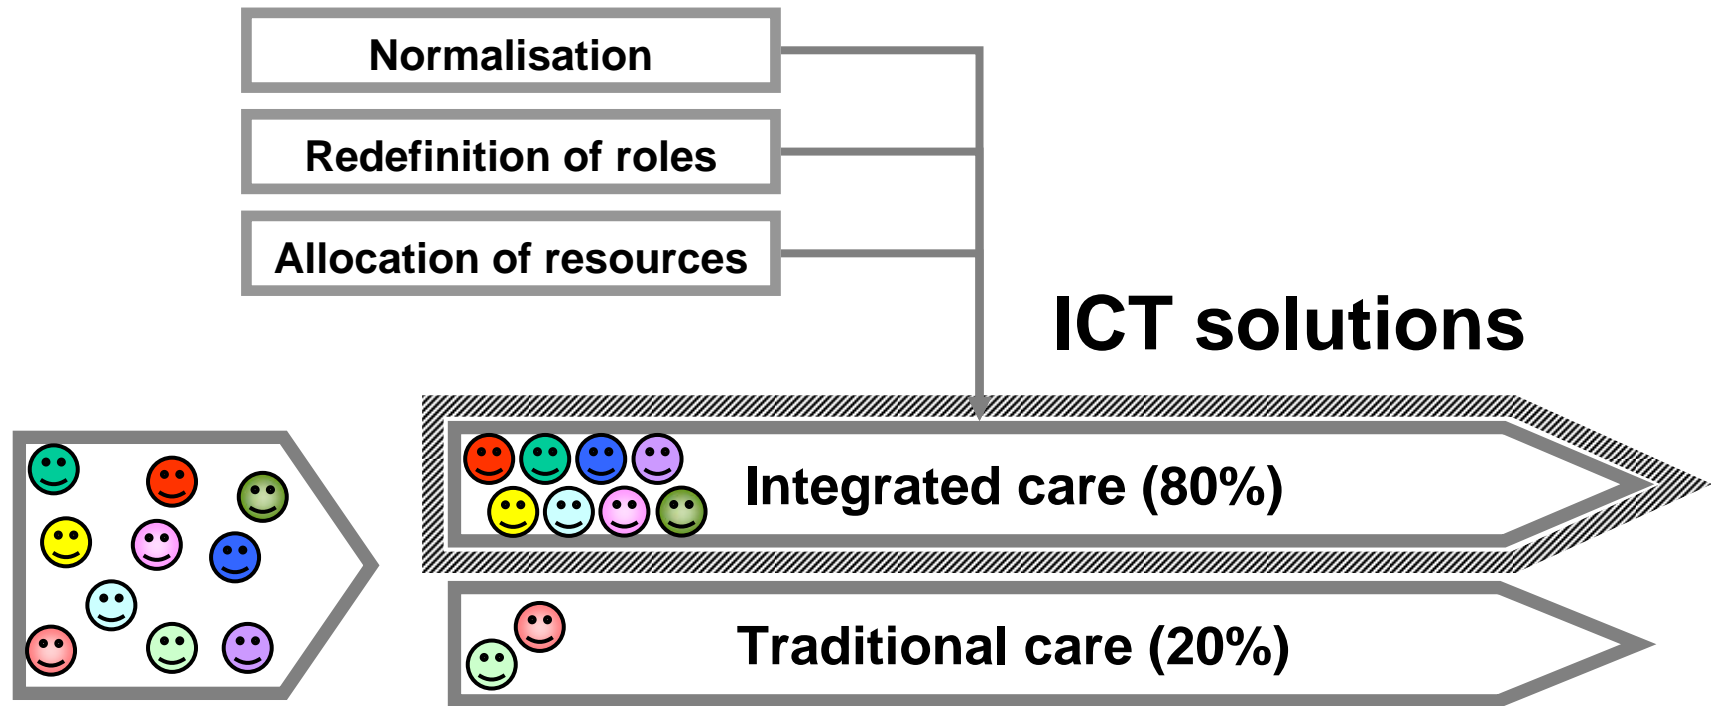 Normalisation
Redefinition of roles
Allocation of resources
ICT solutions
Integrated care (80%)
Traditional care (20%)